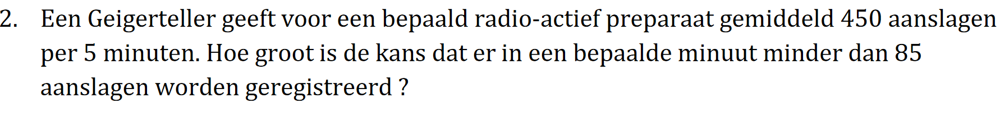 2. Een Geigerteller geeft voor een bepaald radio-actief preparaat gemiddeld 450 aanslagen
per 5 minuten. Hoe groot is de kans dat er in een bepaalde minuut minder dan 85
aanslagen worden geregistreerd ?